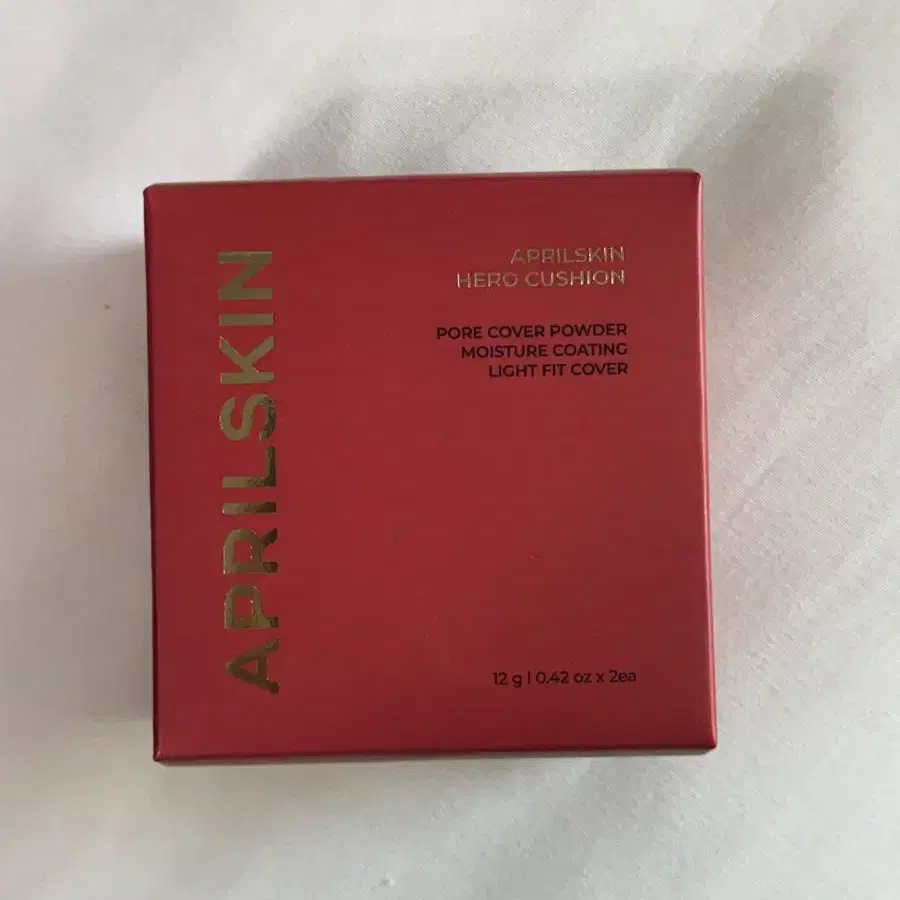 APRILSKIN
APRILSKIN
HERO CUSHION
PORE COVER POWDER
MOISTURE COATING
LIGHT FIT COVER
12 g | 0.42 oz x 2ea